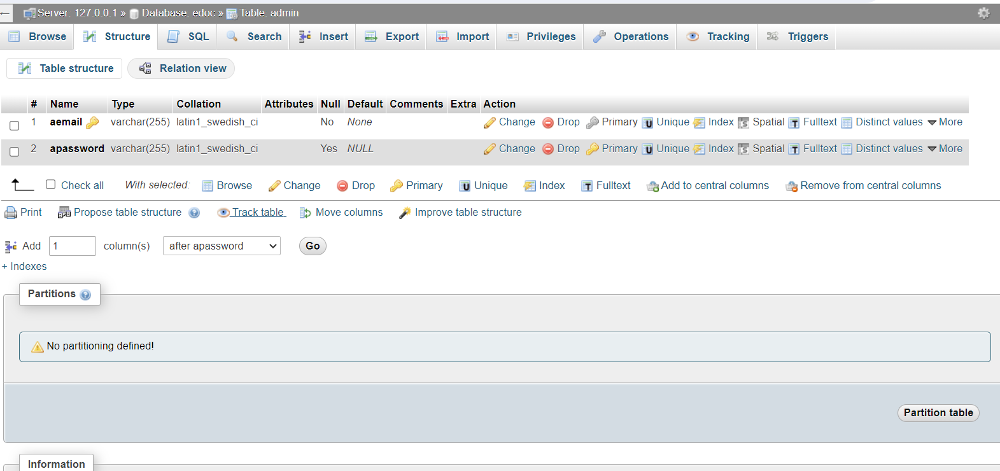 Server: 127.0.0.1 » Database: edoc » Table: admin
Browse Structure SQL Search Insert Export Import Privileges Operations Tracking Triggers
Table structure Relation view
# Name Type Collation Attributes Null Default Comments Extra Action
1 aemail varchar(255) latin1_swedish_ci No None Change Drop Primary Unique Index Spatial Fulltext Distinct values More
2 apassword varchar(255) latin1_swedish_ci Yes NULL Change Drop Primary Unique Index Spatial Fulltext Distinct values More
Check all With selected: Browse Change Drop Primary Unique Index Fulltext Add to central columns Remove from central columns
Print Propose table structure Track table Move columns Improve table structure
Add 1 column(s) after apassword Go
+ Indexes
Partitions
No partitioning defined!
Partition table
Information